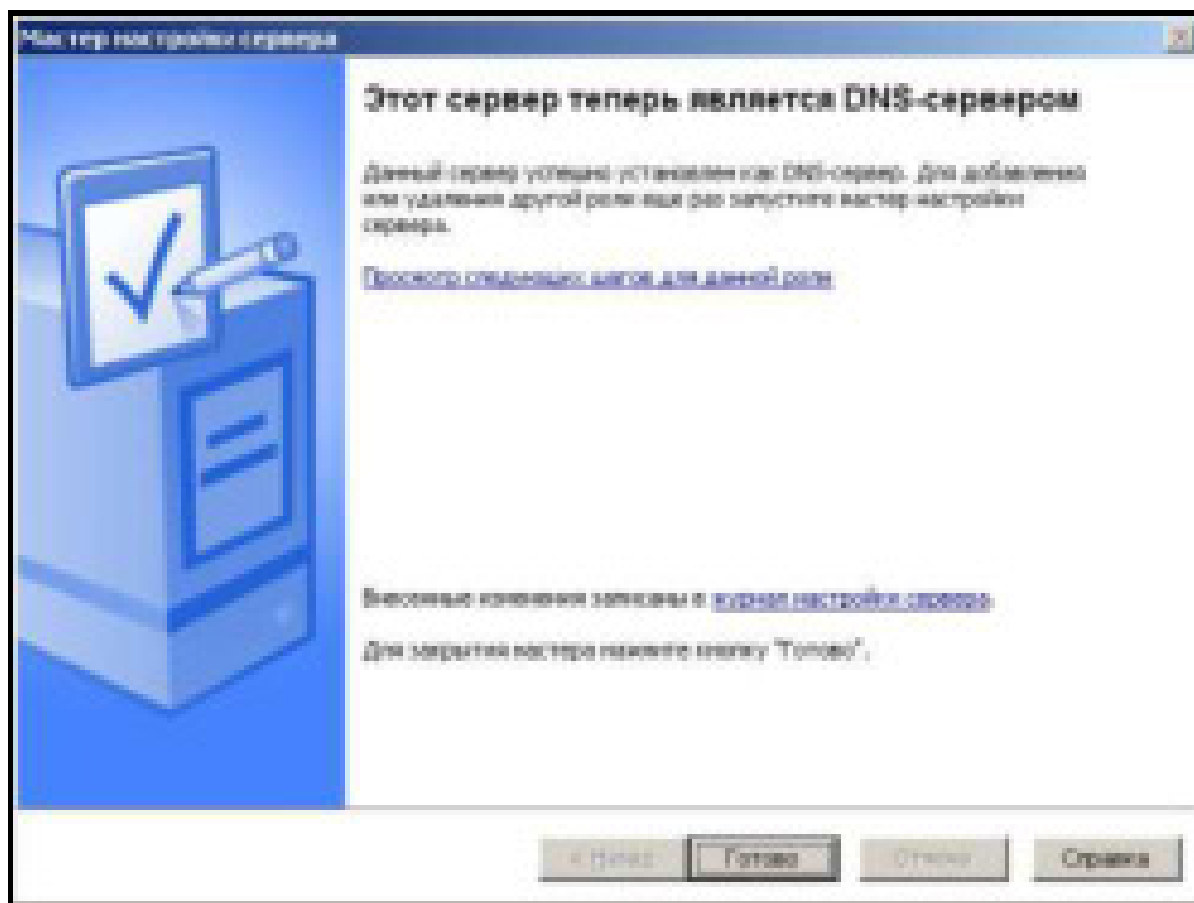 Мастер настройки сервера
Этот сервер теперь является DNS-сервером
Данный сервер успешно установлен как DNS-сервер. Для добавления
или удаления другой роли еще раз запустите мастер настройки
сервера.
Просмотр следующих шагов для данной роли
Внесенные изменения записаны в журнал настройки сервера.
Для закрытия мастера нажмите кнопку "Готово".
< Назад
Готово
Отмена
Справка